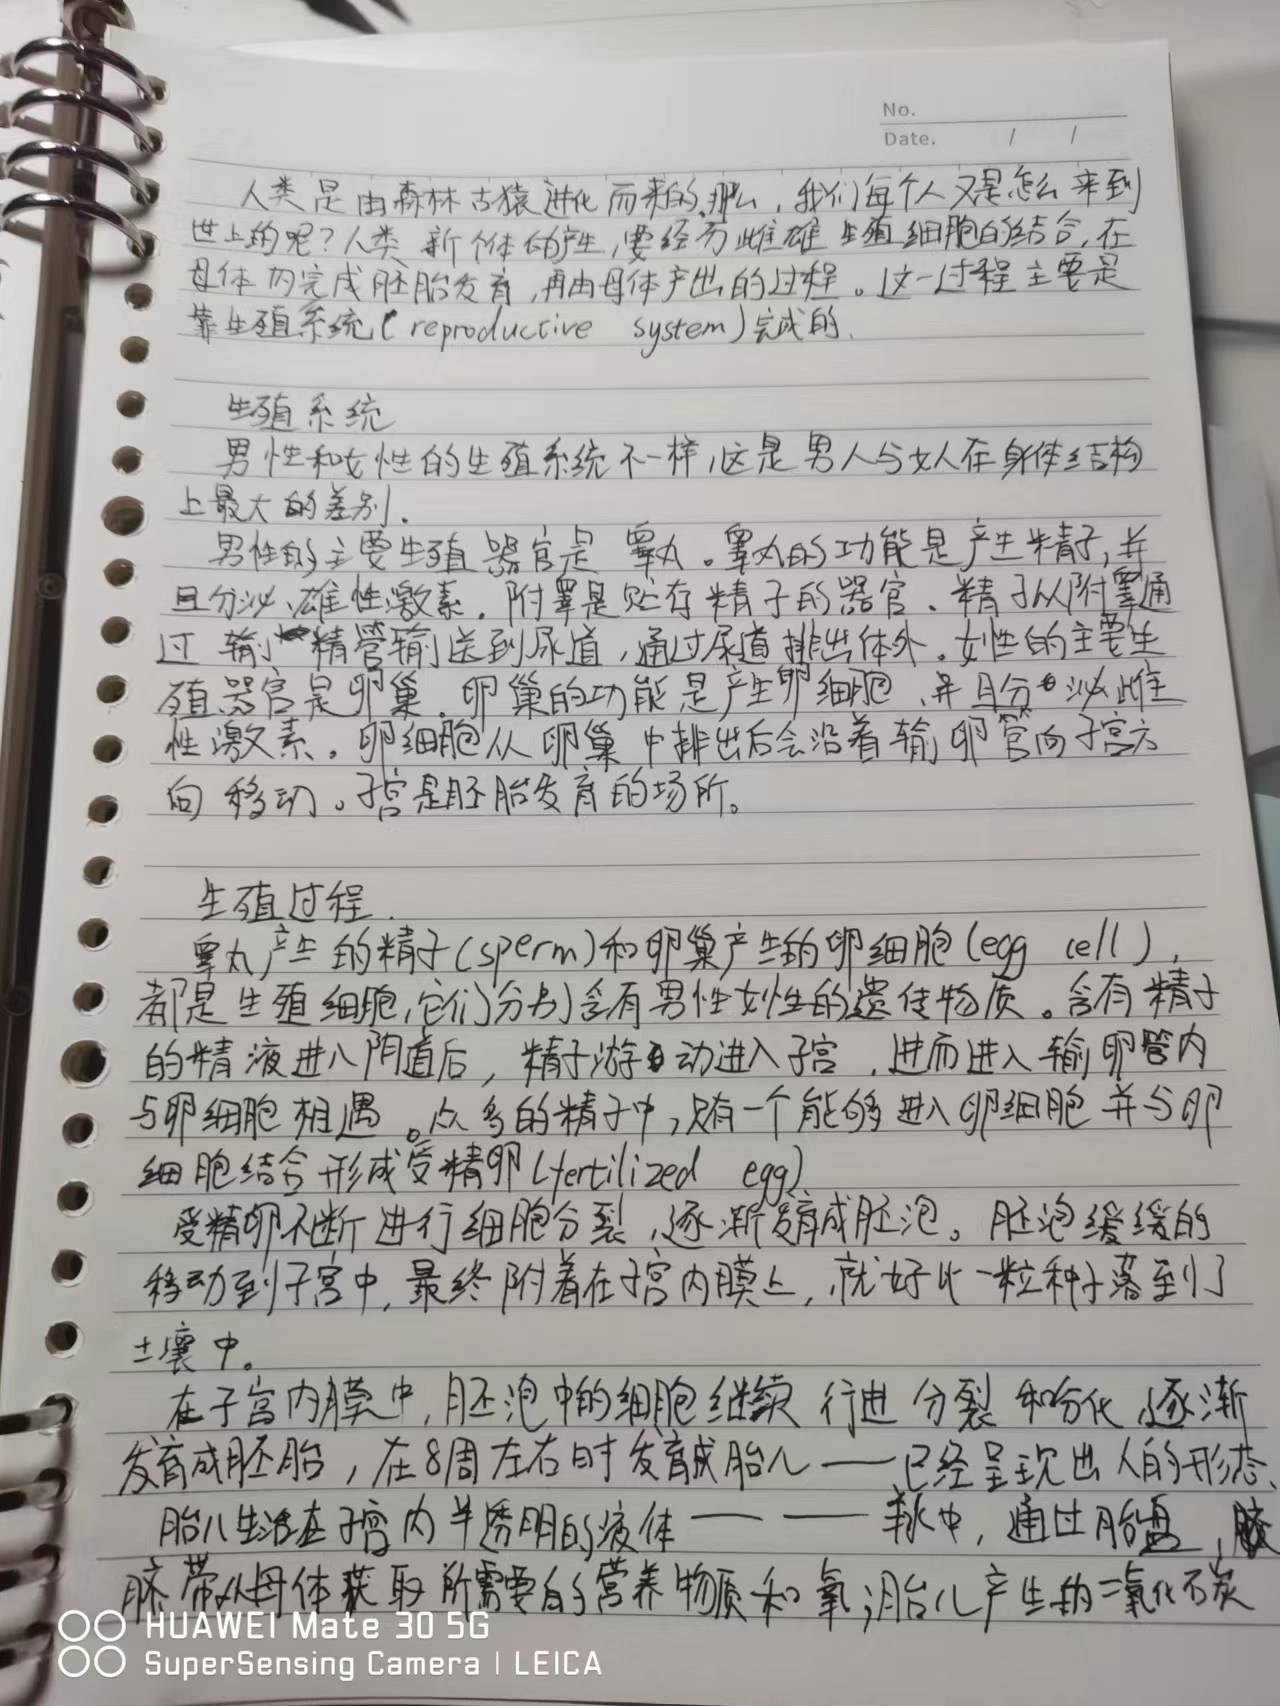 No.
Date. / /
人类是由森林古猿进化而来的.那么,我们每个人又是怎么来到
世上的呢?人类新个体的产生,要经历雌雄生殖细胞的结合,在
母体内完成胚胎发育,再由母体产出的过程。这一过程主要是
靠生殖系统(reproductive system)完成的.
生殖系统
男性和女性的生殖系统不一样,这是男人与女人在身体结构
上最大的差别.
男性的主要生殖器官是睾丸。睾丸的功能是产生精子,并
且分泌雄性激素.附睾是贮存精子的器官.精子从附睾通
过输精管输送到尿道,通过尿道排出体外.女性的主要生
殖器官是卵巢.卵巢的功能是产生卵细胞,并且分泌雌
性激素。卵细胞从卵巢中排出后会沿着输卵管向子宫方
向移动。子宫是胚胎发育的场所。
生殖过程.
睾丸产生的精子(sperm)和卵巢产生的卵细胞(egg cell),
都是生殖细胞,它们分别含有男性女性的遗传物质。含有精子
的精液进入阴道后,精子游动进入子宫,进而进入输卵管内
与卵细胞相遇。众多的精子中,只有一个能够进入卵细胞并与卵
细胞结合形成受精卵(fertilized egg)
受精卵不断进行细胞分裂,逐渐发育成胚泡。胚泡缓缓的
移动到子宫中,最终附着在子宫内膜上,就好比一粒种子落到了
土壤中。
在子宫内膜中,胚泡中的细胞继续行进分裂和分化,逐渐
发育成胚胎,在8周左右时发育成胎儿——已经呈现出人的形态.
胎儿生活在子宫内半透明的液体——羊水中,通过胎盘,
脐带从母体获取所需要的营养物质和氧;胎儿产生的二氧化碳
HUAWEI Mate 30 5G
SuperSensing Camera | LEICA